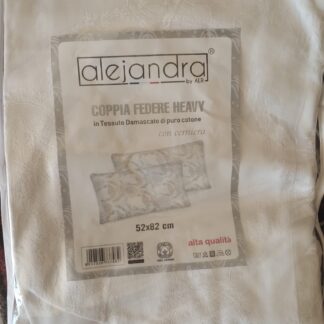 alejandra®
by ALB
COPPIA FEDERE HEAVY
in Tessuto Damascato di puro cotone
con cerniera
52x82 cm
alta qualità